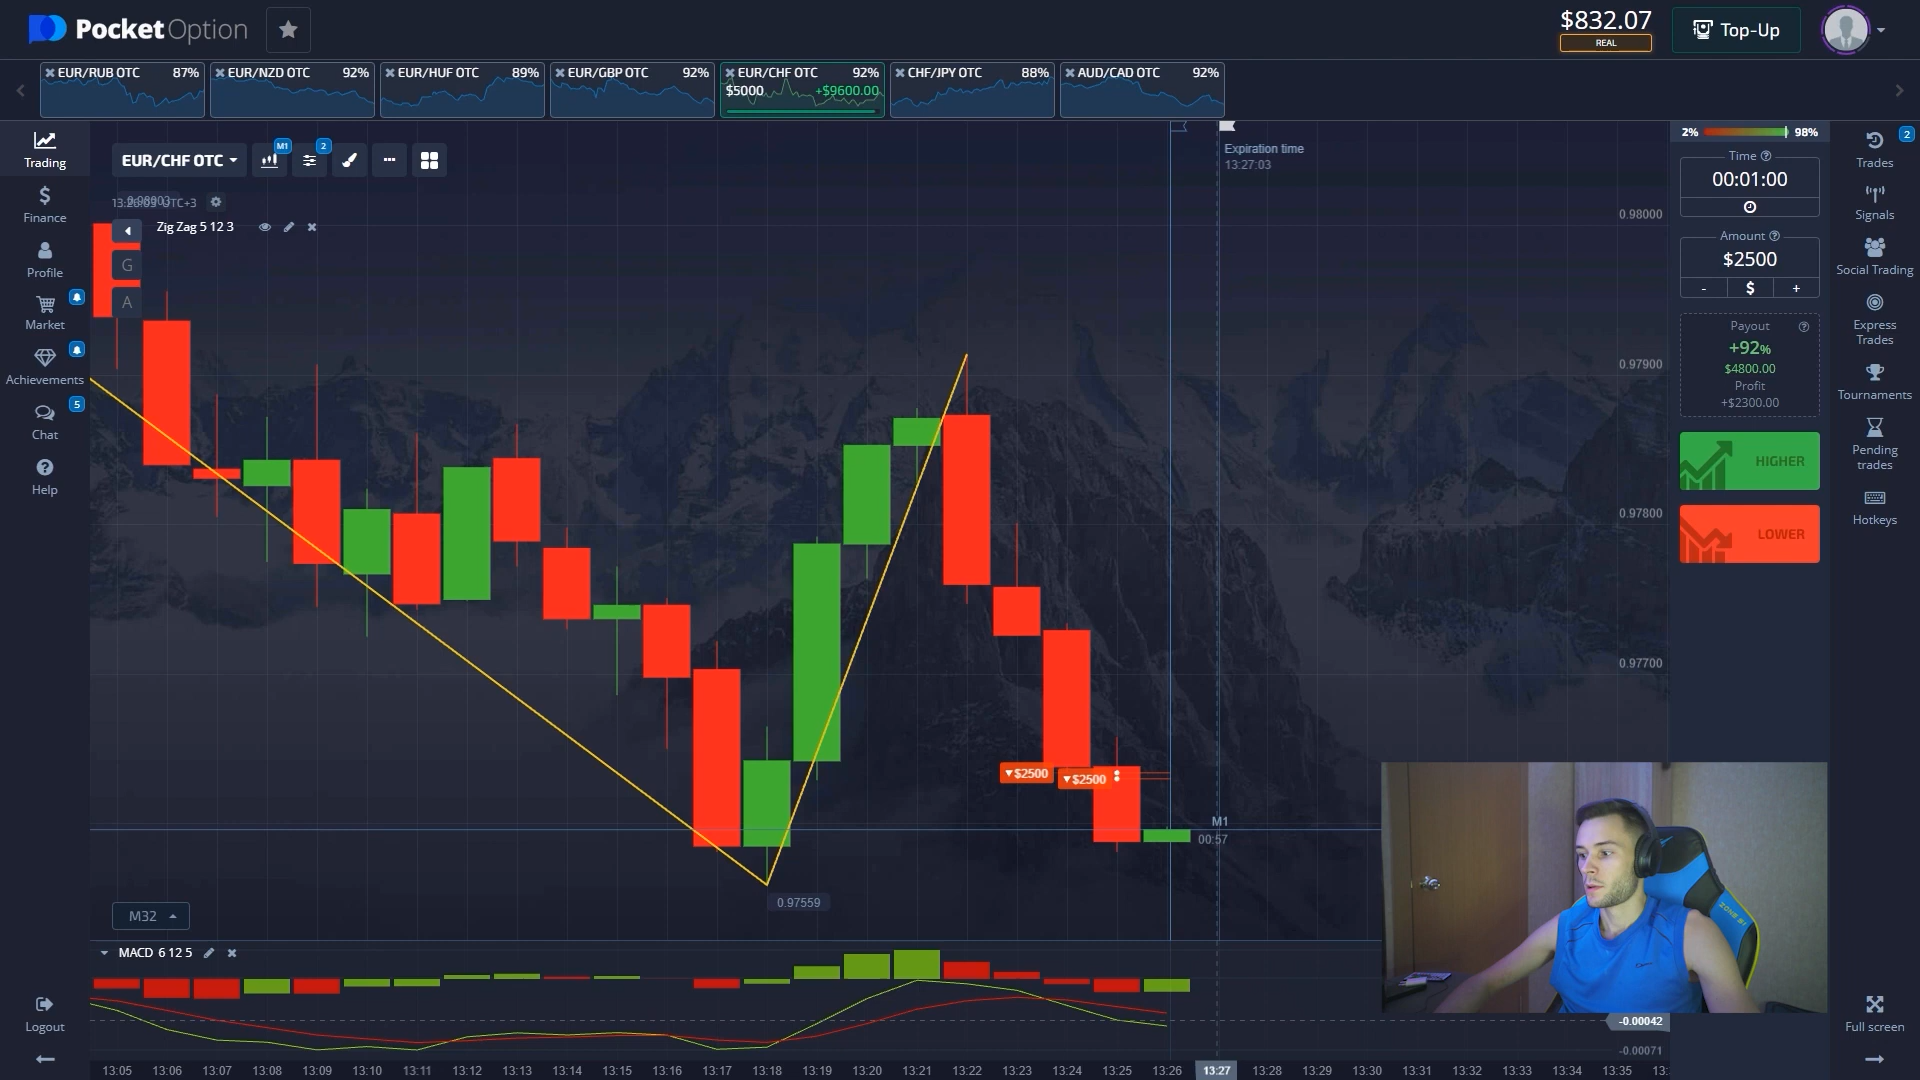 PocketOption
$832.07
REAL
Top-Up
EUR/RUB OTC 87%
EUR/NZD OTC 92%
EUR/HUF OTC 89%
EUR/GBP OTC 92%
EUR/CHF OTC 92%
$5000 +$9600.00
CHF/JPY OTC 88%
AUD/CAD OTC 92%
Trading
Finance
Profile
Market
Achievements
5
Chat
Help
Logout
EUR/CHF OTC
M1
2
UTC+3
Zig Zag 5 12 3
G
A
Expiration time
13:27:03
0.98000
0.97900
0.97800
0.97700
$2500
$2500
M1
00:57
0.97559
M32
MACD 6 12 5
-0.00042
-0.00071
13:05 13:06 13:07 13:08 13:09 13:10 13:11 13:12 13:13 13:14 13:15 13:16 13:17 13:18 13:19 13:20 13:21 13:22 13:23 13:24 13:25 13:26 13:27 13:28 13:29 13:30 13:31 13:32 13:33 13:34 13:35 13:
2% 98%
Time
00:01:00
Amount
$2500
- $ +
Payout
+92%
$4800.00
Profit
+$2300.00
HIGHER
LOWER
2
Trades
Signals
Social Trading
Express
Trades
Tournaments
Pending
trades
Hotkeys
Full screen